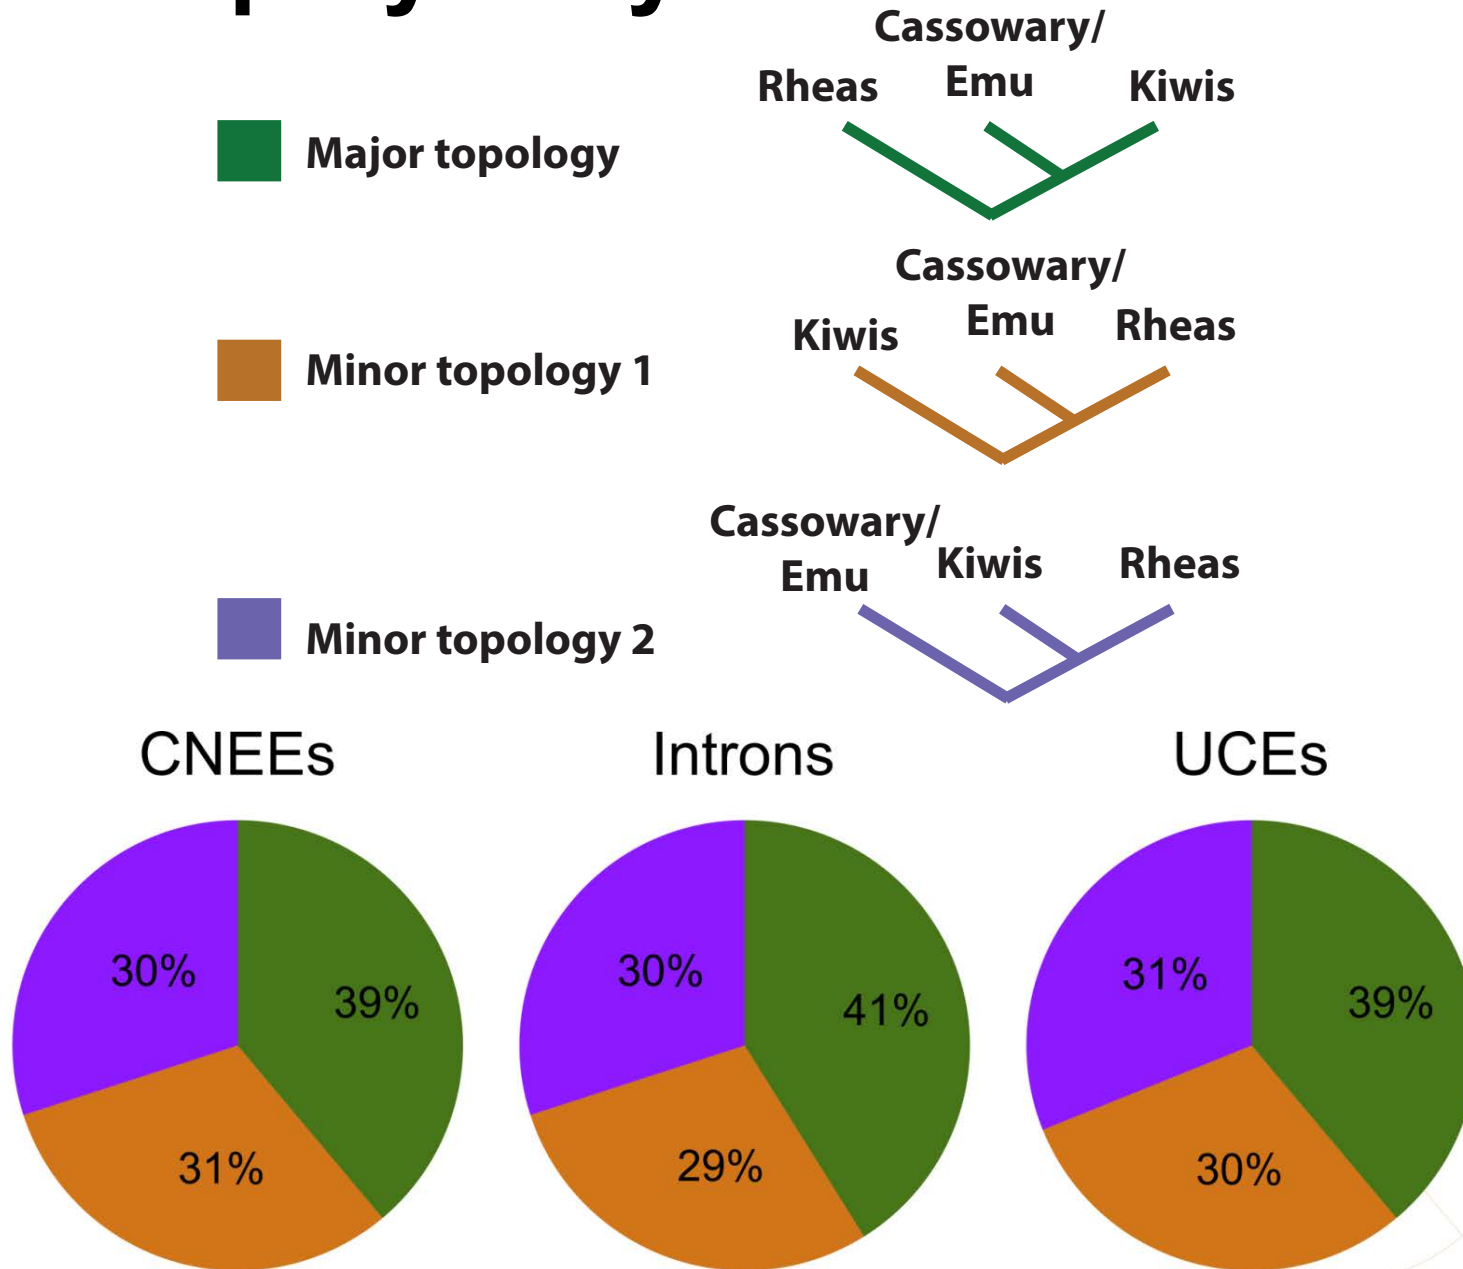 Cassowary/
Rheas Emu Kiwis
Major topology
Cassowary/
Kiwis Emu Rheas
Minor topology 1
Cassowary/
Emu Kiwis Rheas
Minor topology 2
CNEEs Introns UCEs
30% 39% 30% 41% 31% 39%
31% 29% 30%